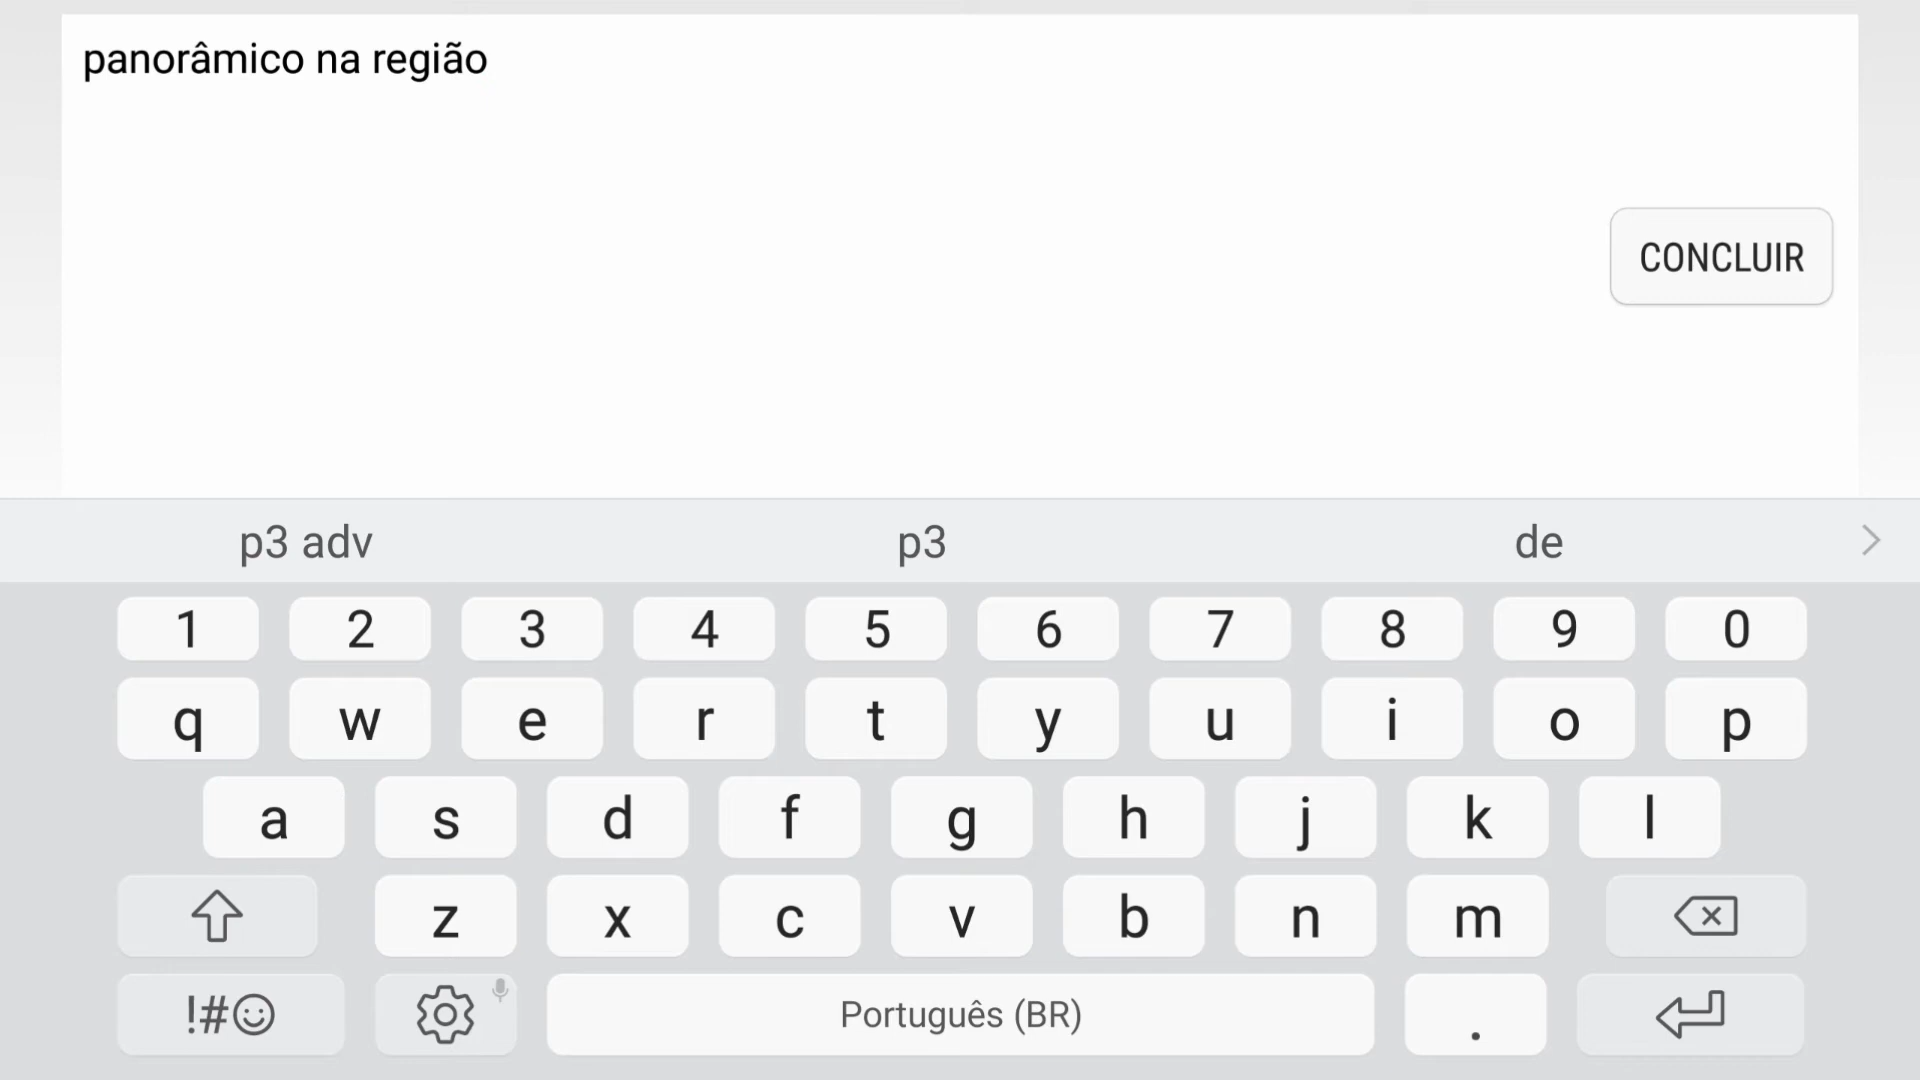 panorâmico na região
CONCLUIR
p3 adv p3 de
1 2 3 4 5 6 7 8 9 0
q w e r t y u i o p
a s d f g h j k l
z x c v b n m
!#☺ Português (BR) .